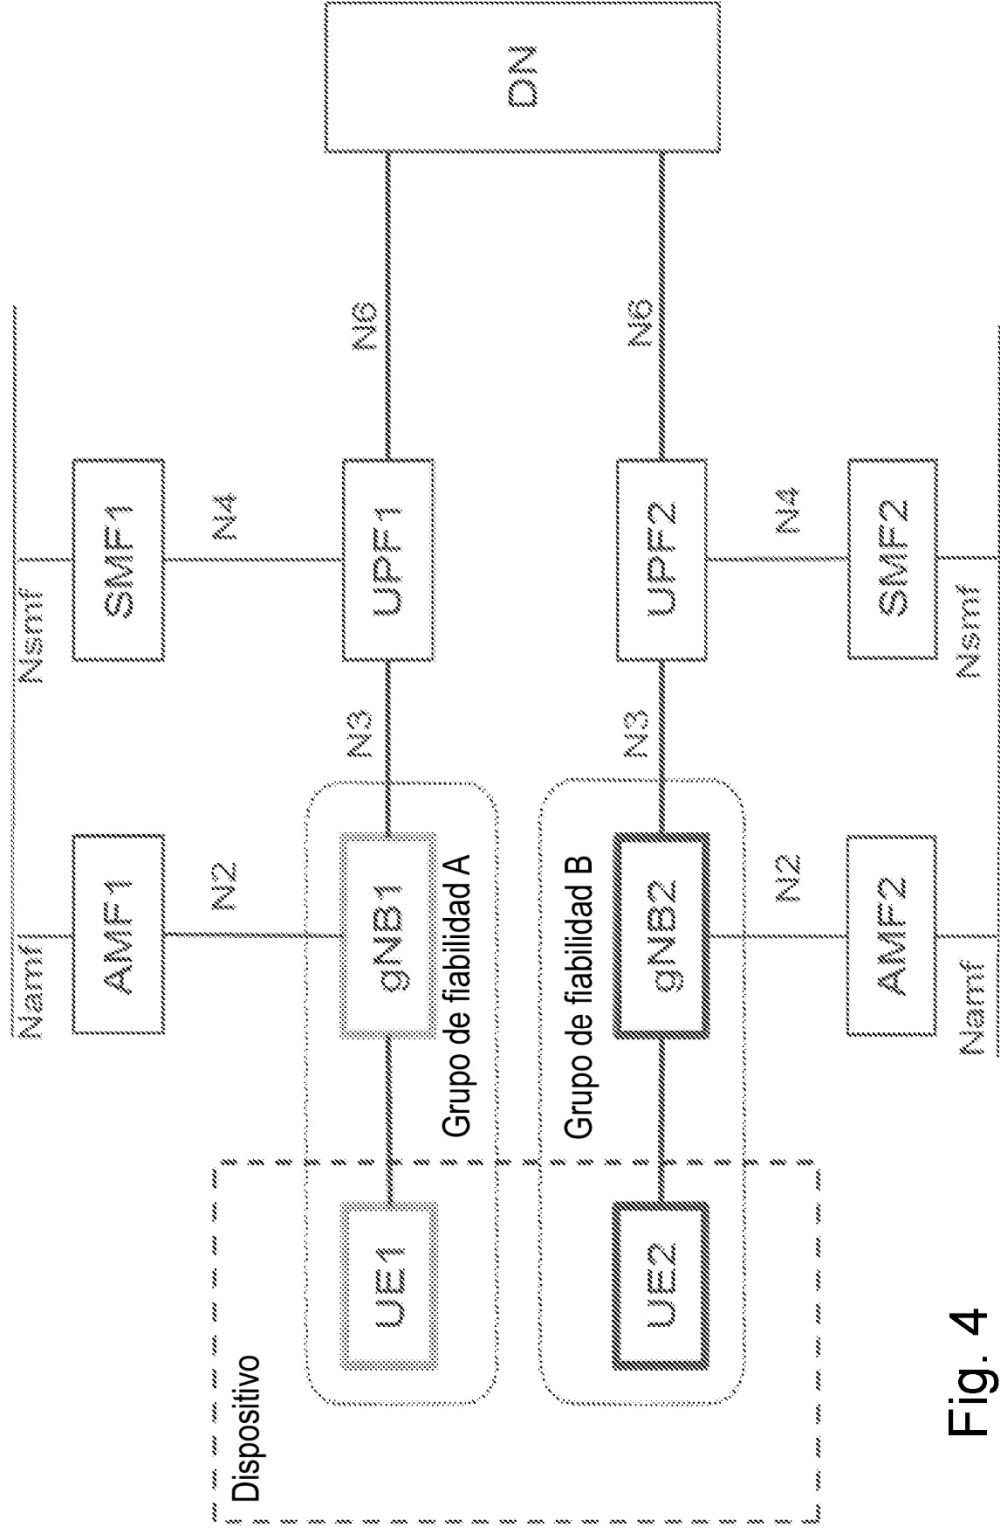 Namf
Nsmf
AMF1
SMF1
N2
N4
Dispositivo
UE1
gNB1
N3
UPF1
N6
DN
Grupo de fiabilidad A
Grupo de fiabilidad B
UE2
gNB2
N3
UPF2
N6
N2
N4
AMF2
SMF2
Namf
Nsmf
Fig. 4